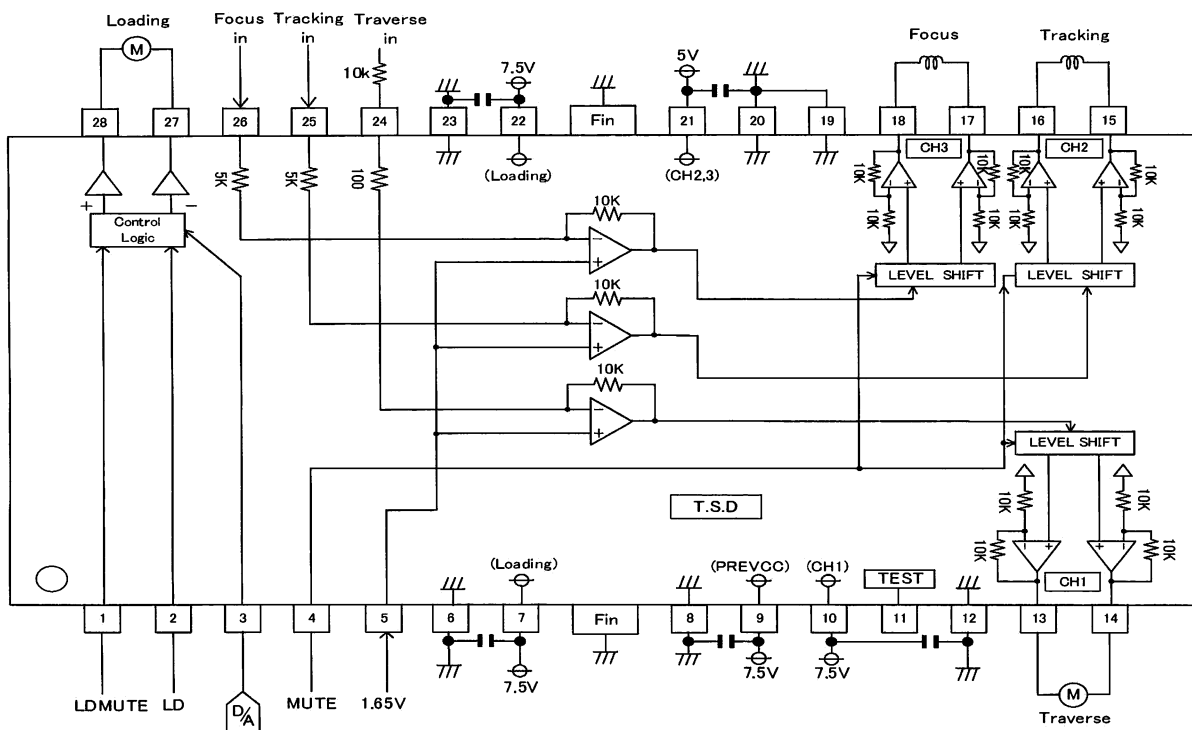 Loading
Focus in
Tracking in
Traverse in
M
10k
7.5V
5V
Focus
Tracking
28
27
26
25
24
23
22
Fin
21
20
19
18
17
16
15
(Loading)
(CH2,3)
CH3
CH2
5K
5K
100
10K
10K
10K
10K
10K
10K
10K
10K
+
−
Control Logic
10K
−
+
LEVEL SHIFT
LEVEL SHIFT
10K
−
+
10K
−
+
LEVEL SHIFT
T.S.D
10K
10K
10K
10K
(Loading)
(PREVCC)
(CH1)
TEST
CH1
1
2
3
4
5
6
7
Fin
8
9
10
11
12
13
14
LDMUTE
LD
D/A
MUTE
1.65V
7.5V
7.5V
7.5V
M
Traverse